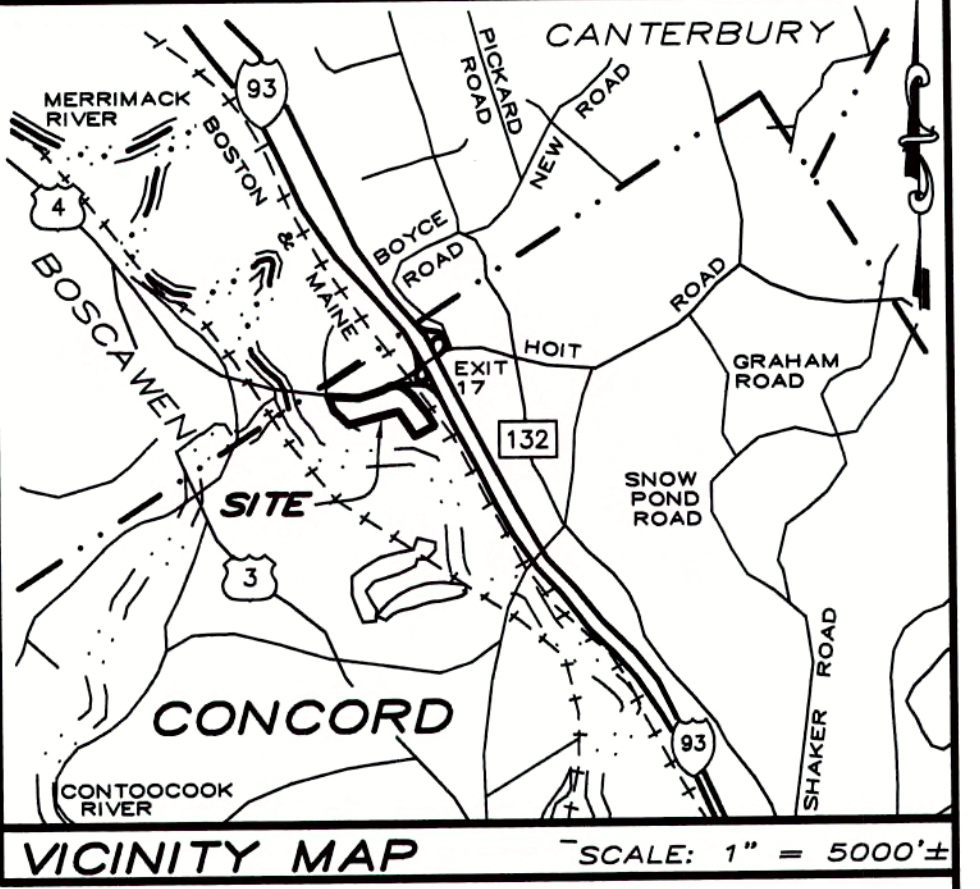 CANTERBURY
PICKARD
ROAD
93
MERRIMACK
RIVER
NEW ROAD
BOSTON & MAINE
4
BOYCE
ROAD
BOSCAWEN
ROAD
HOIT
GRAHAM
ROAD
EXIT
17
132
SNOW
POND
ROAD
SITE
3
CONCORD
SHAKER ROAD
93
CONTOOCOOK
RIVER
VICINITY MAP
SCALE: 1" = 5000'±